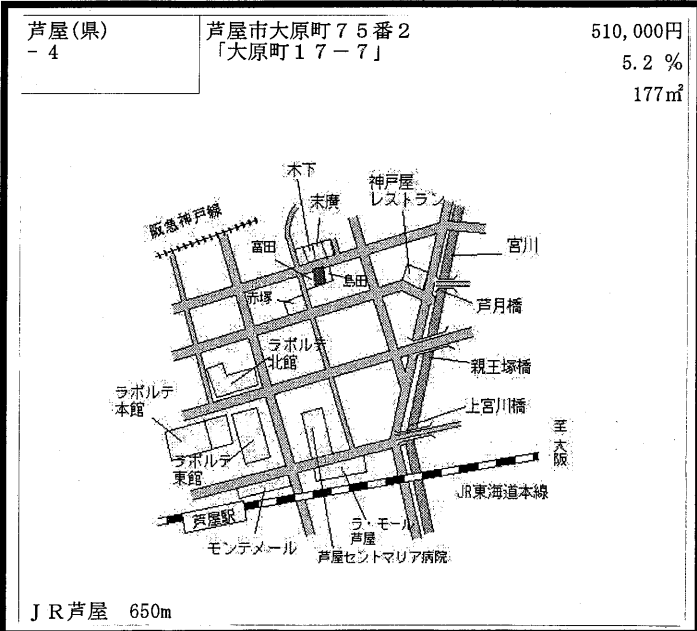 芦屋(県)
- 4
芦屋市大原町７５番２
「大原町１７－７」
510,000円
5.2 %
177㎡
木下
末廣
神戸屋
レストラン
阪急神戸線
富田
島田
赤塚
宮川
芦月橋
ラポルテ
北館
親王塚橋
ラポルテ
本館
上宮川橋
ラポルテ
東館
至大阪
JR東海道本線
芦屋駅
モンテメール
ラ・モール
芦屋
芦屋セントマリア病院
ＪＲ芦屋 650m